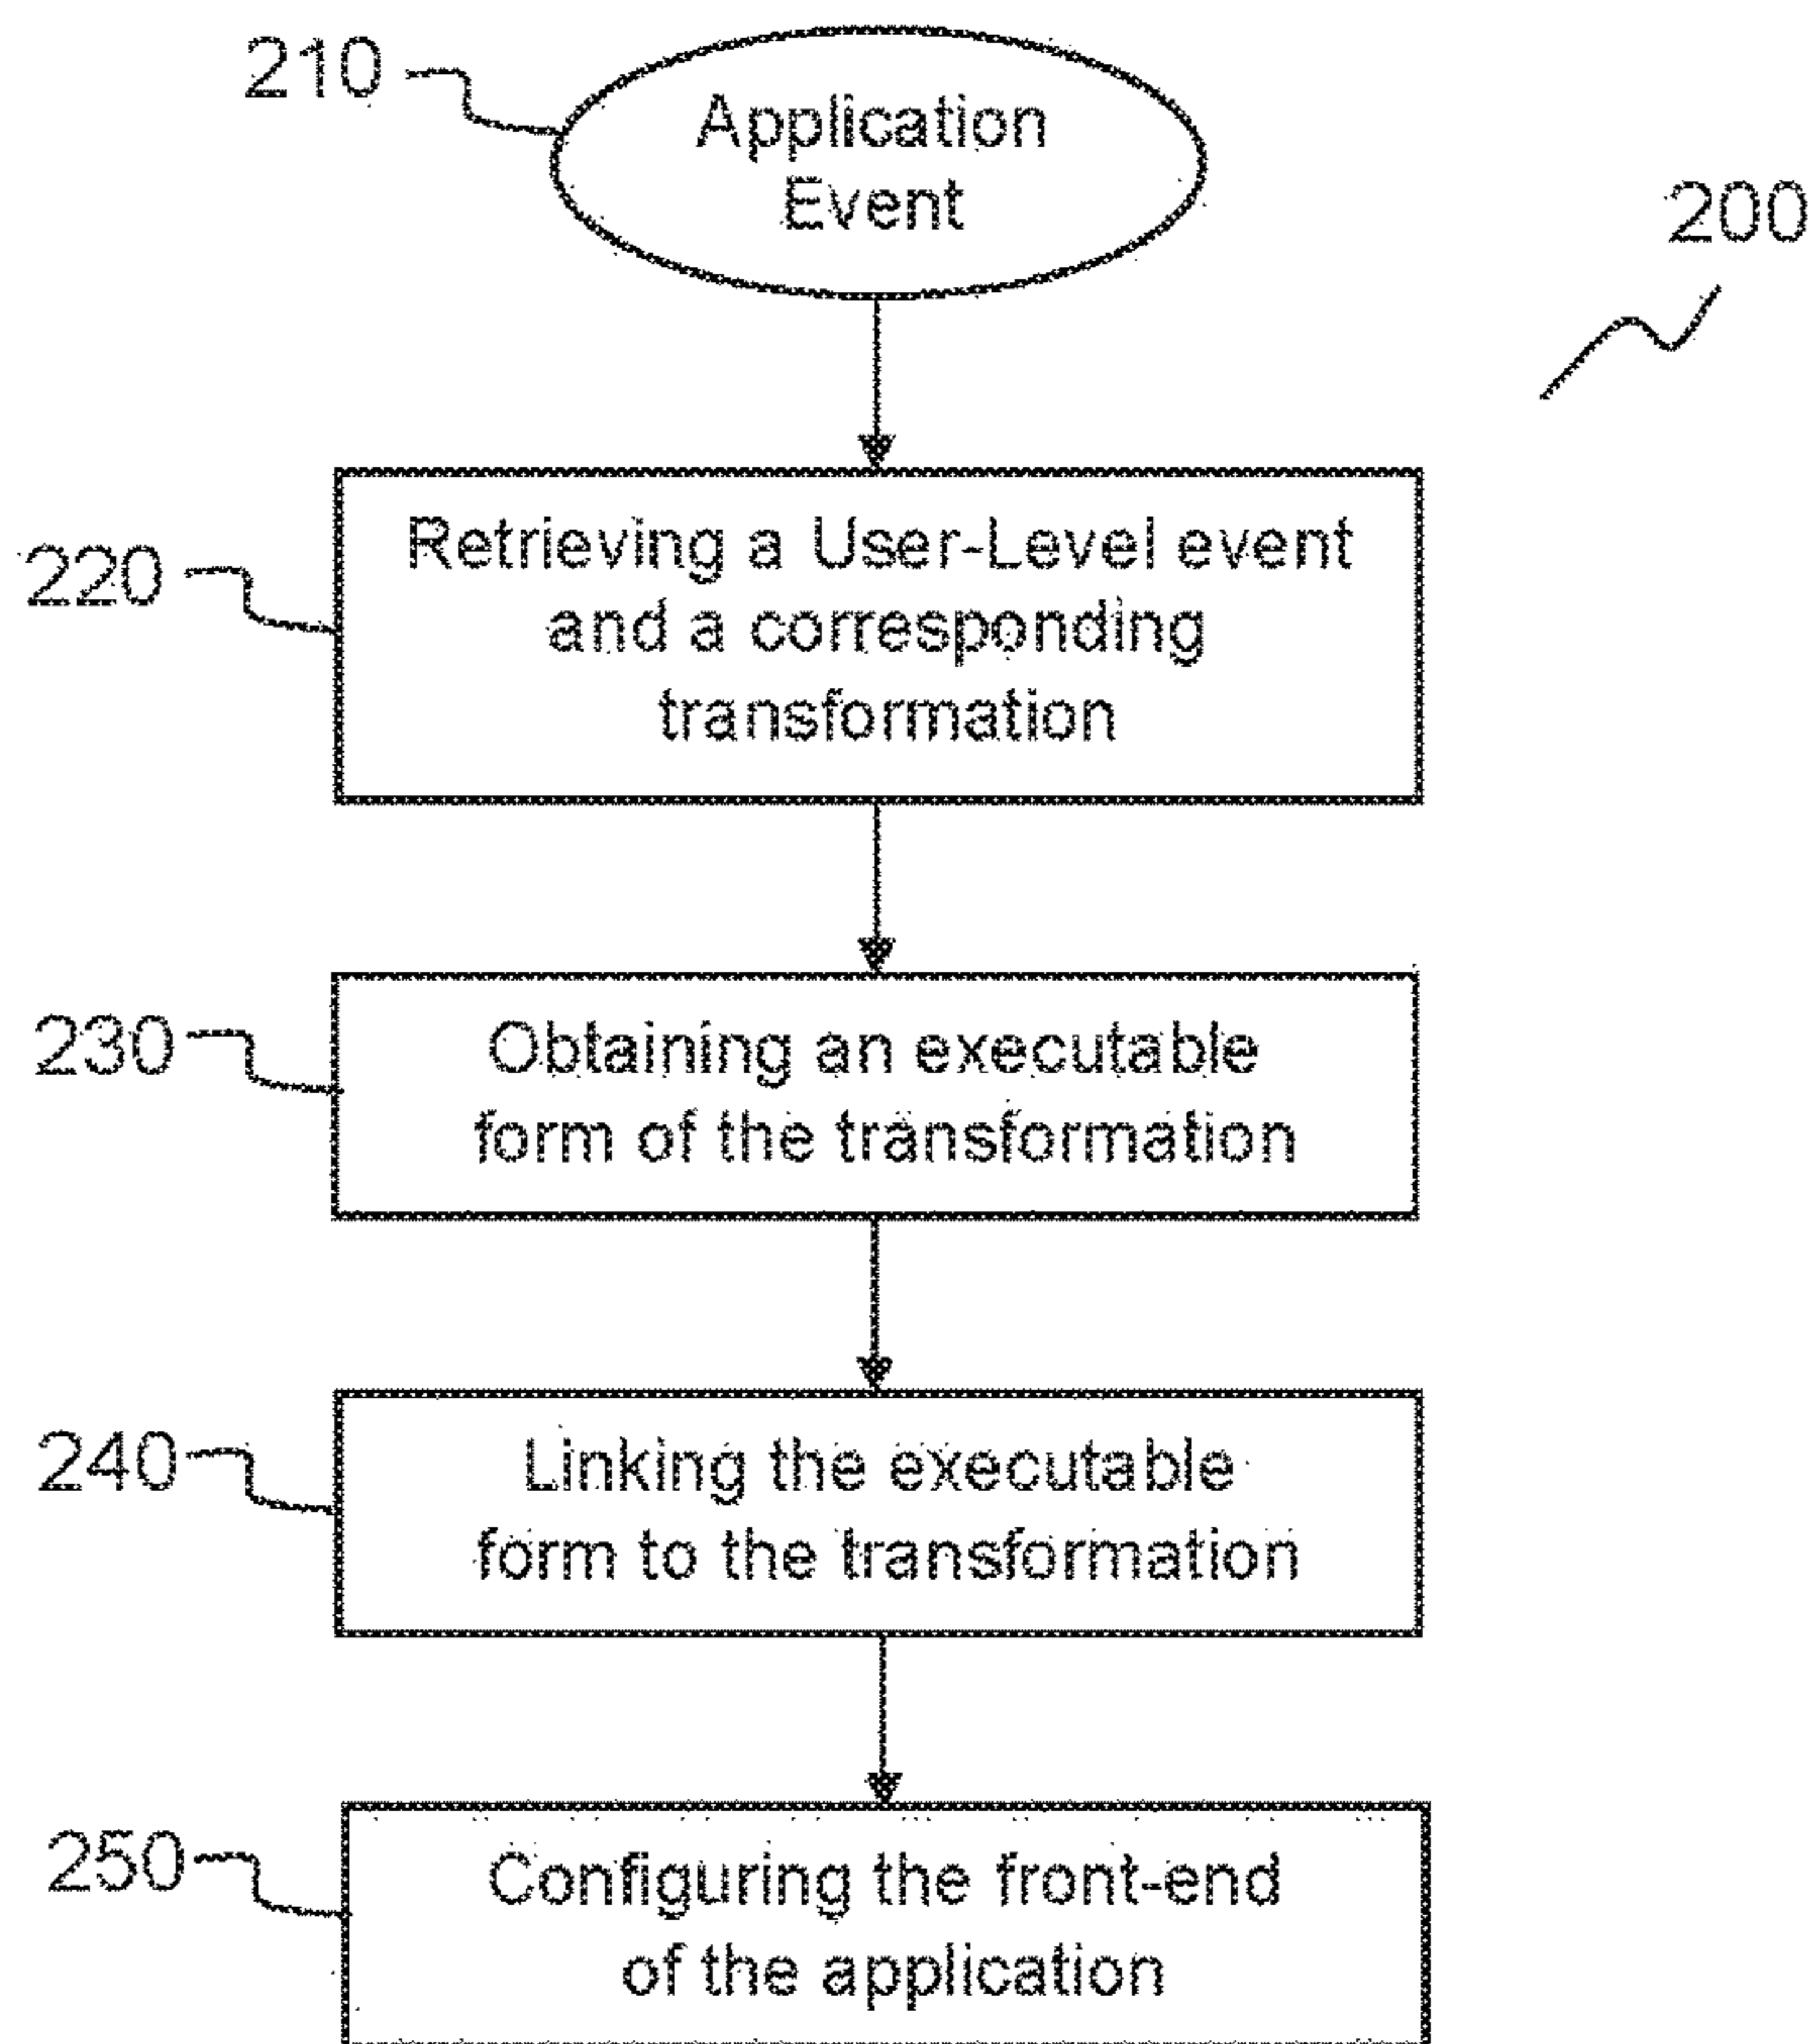 210
Application
Event
200
220
Retrieving a User-Level event
and a corresponding
transformation
230
Obtaining an executable
form of the transformation
240
Linking the executable
form to the transformation
250
Configuring the front-end
of the application